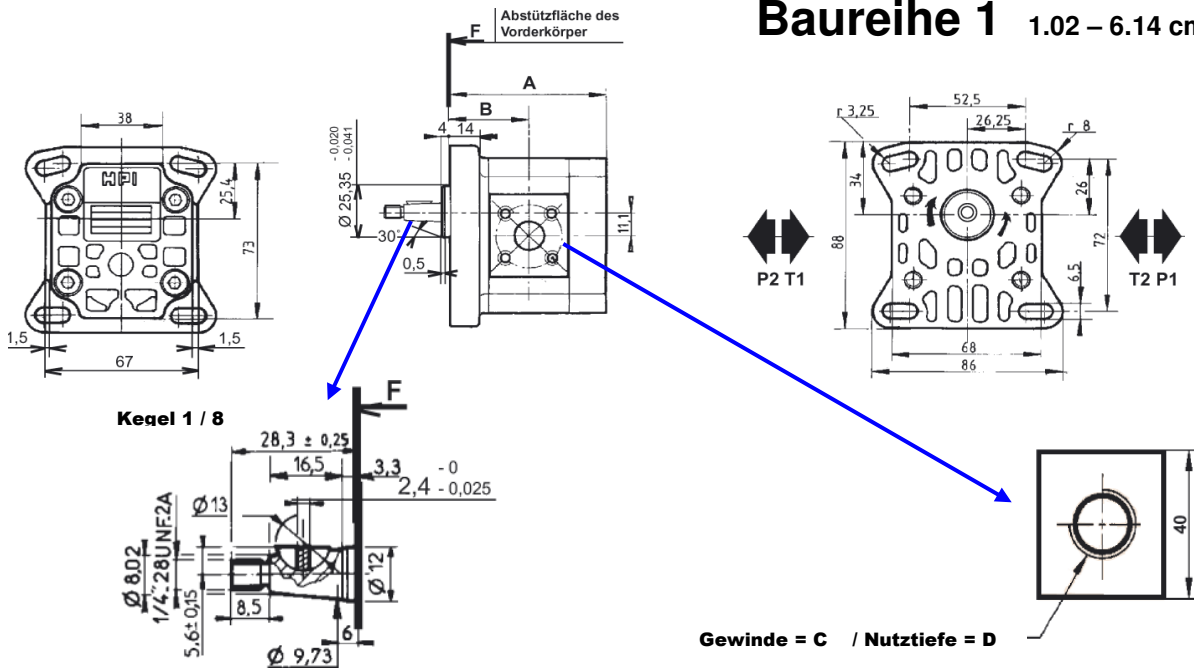 Baureihe 1 1.02 – 6.14 cm
Abstützfläche des
Vorderkörper
F
A
B
4
14
- 0,020
- 0,041
Ø 25,35
30°
0,5
11,1
38
HPI
25,4
73
1,5
1,5
67
r 3,25
52,5
26,25
r 8
34
88
26
72
6,5
68
86
P2 T1
T2 P1
Kegel 1 / 8
F
28,3 ± 0,25
16,5
3,3
- 0
2,4 - 0,025
Ø 13
Ø 8,02
1/4"28UNF2A
5,6± 0,15
8,5
Ø 12
6
Ø 9,73
40
Gewinde = C / Nutztiefe = D